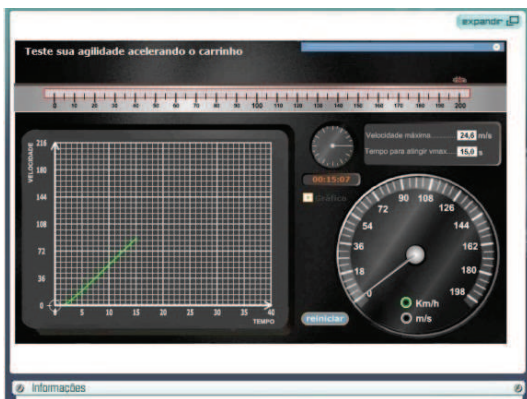 expandir
Teste sua agilidade acelerando o carrinho
0 10 20 30 40 50 60 70 80 90 100 110 120 130 140 150 160 170 180 190 200
Velocidade máxima 24,6 m/s
Tempo para atingir vmax 15,0 s
00:15:07
Gráfico
VELOCIDADE
216
180
144
108
72
36
0
0 5 10 15 20 25 30 35 40
TEMPO
0 18 36 54 72 90 108 126 144 162 180 198
Km/h
m/s
reiniciar
Informações